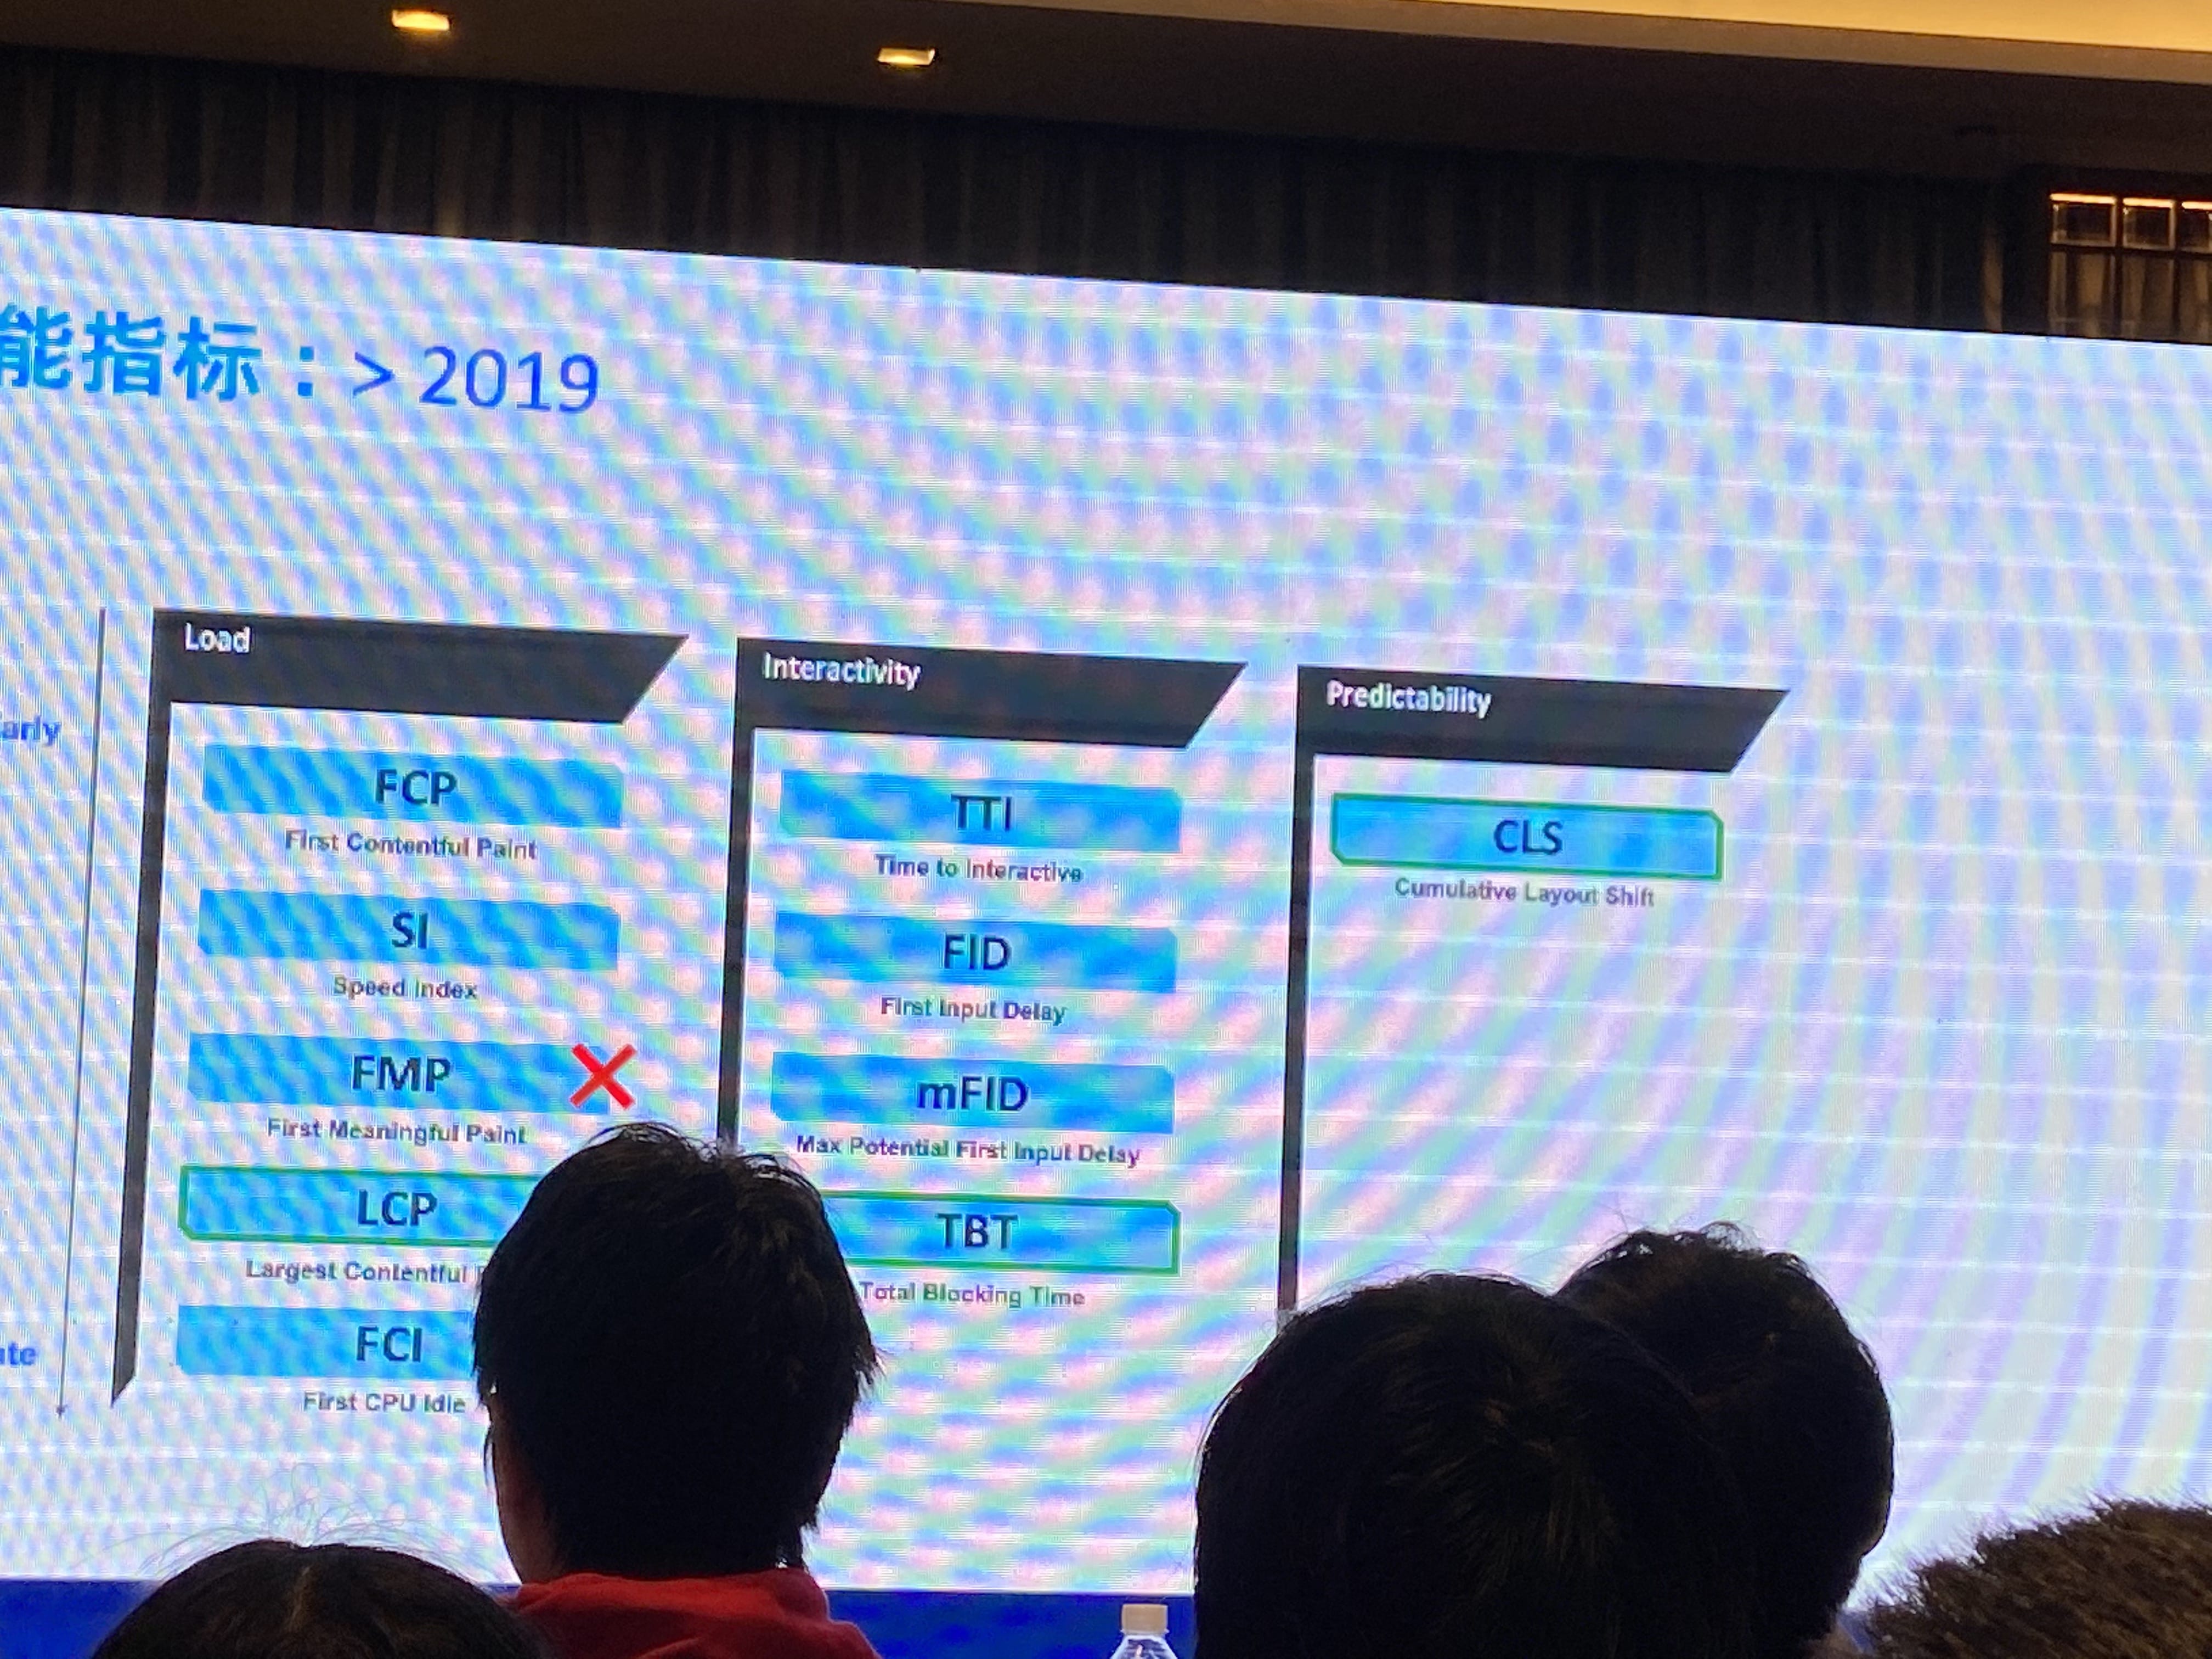 能指标：> 2019
Load
Interactivity
Predictability
arly
FCP
First Contentful Paint
SI
Speed Index
FMP
First Meaningful Paint
LCP
Largest Contentful
FCI
First CPU Idle
TTI
Time to Interactive
FID
First Input Delay
mFID
Max Potential First Input Delay
TBT
Total Blocking Time
CLS
Cumulative Layout Shift
ate